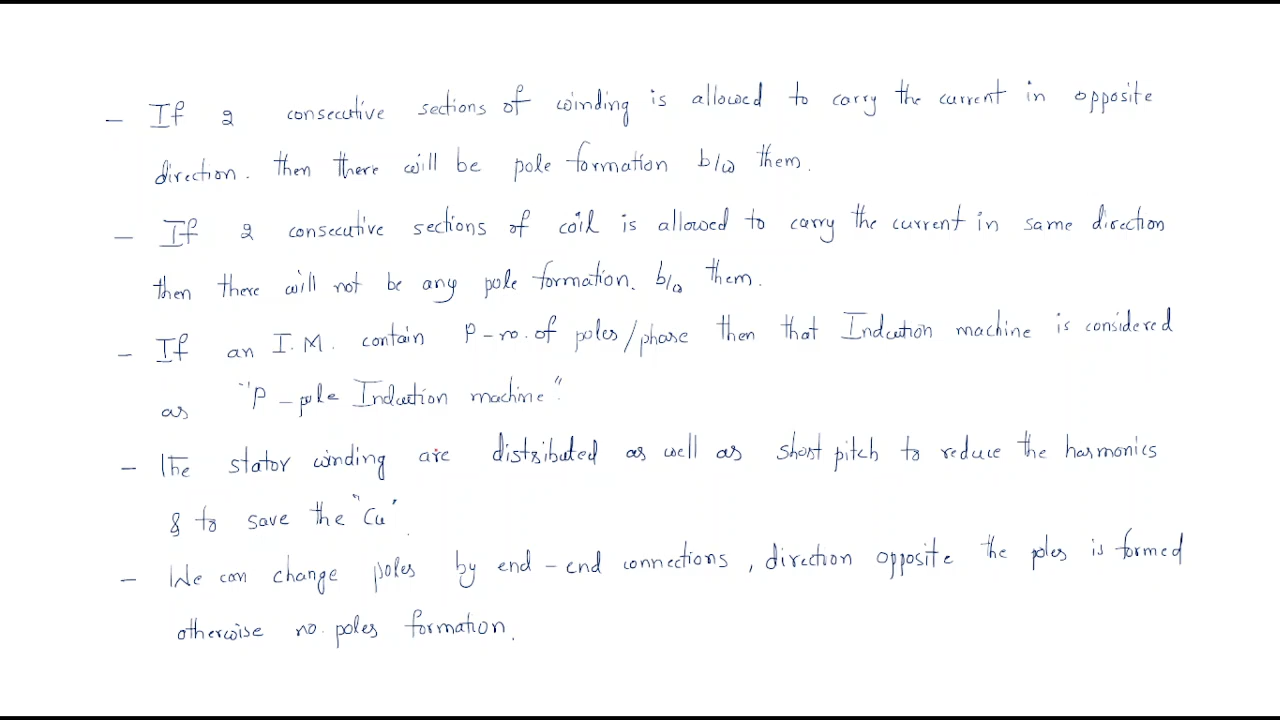 - If 2 consecutive sections of winding is allowed to carry the current in opposite
direction. then there will be pole formation b/w them.
- If 2 consecutive sections of coil is allowed to carry the current in same direction
then there will not be any pole formation. b/w them.
- If an I.M. contain P-no. of poles/phase then that Induction machine is considered
as "P-pole Induction machine".
- The stator winding are distributed as well as short pitch to reduce the harmonics
& to save the "Cu".
- We can change poles by end-end connections, direction opposite the poles is formed
otherwise no. poles formation.